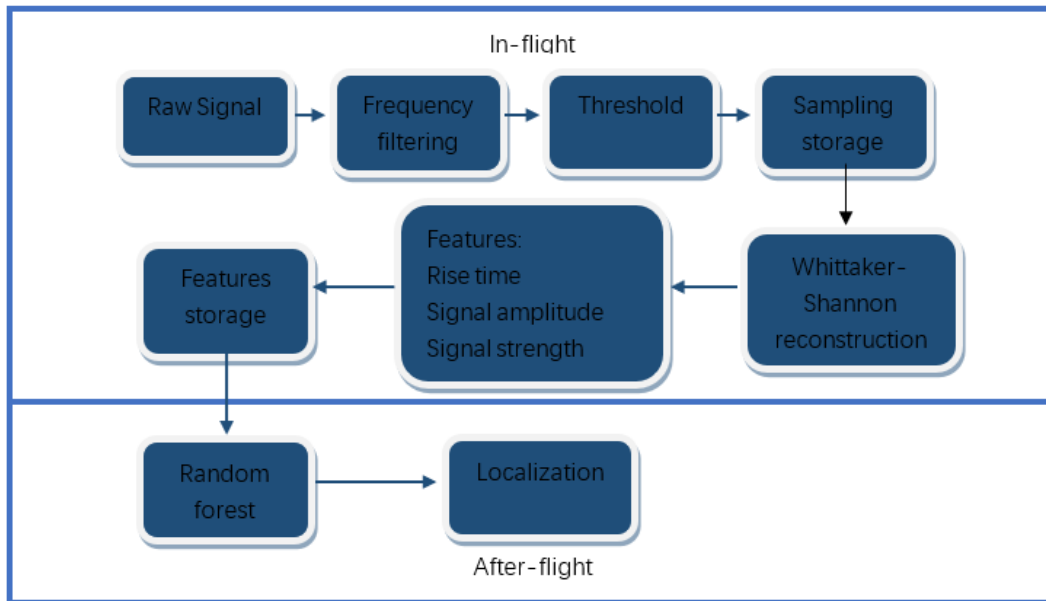 In-flight
Raw Signal
Frequency
filtering
Threshold
Sampling
storage
Whittaker-
Shannon
reconstruction
Features:
Rise time
Signal amplitude
Signal strength
Features
storage
Random
forest
Localization
After-flight